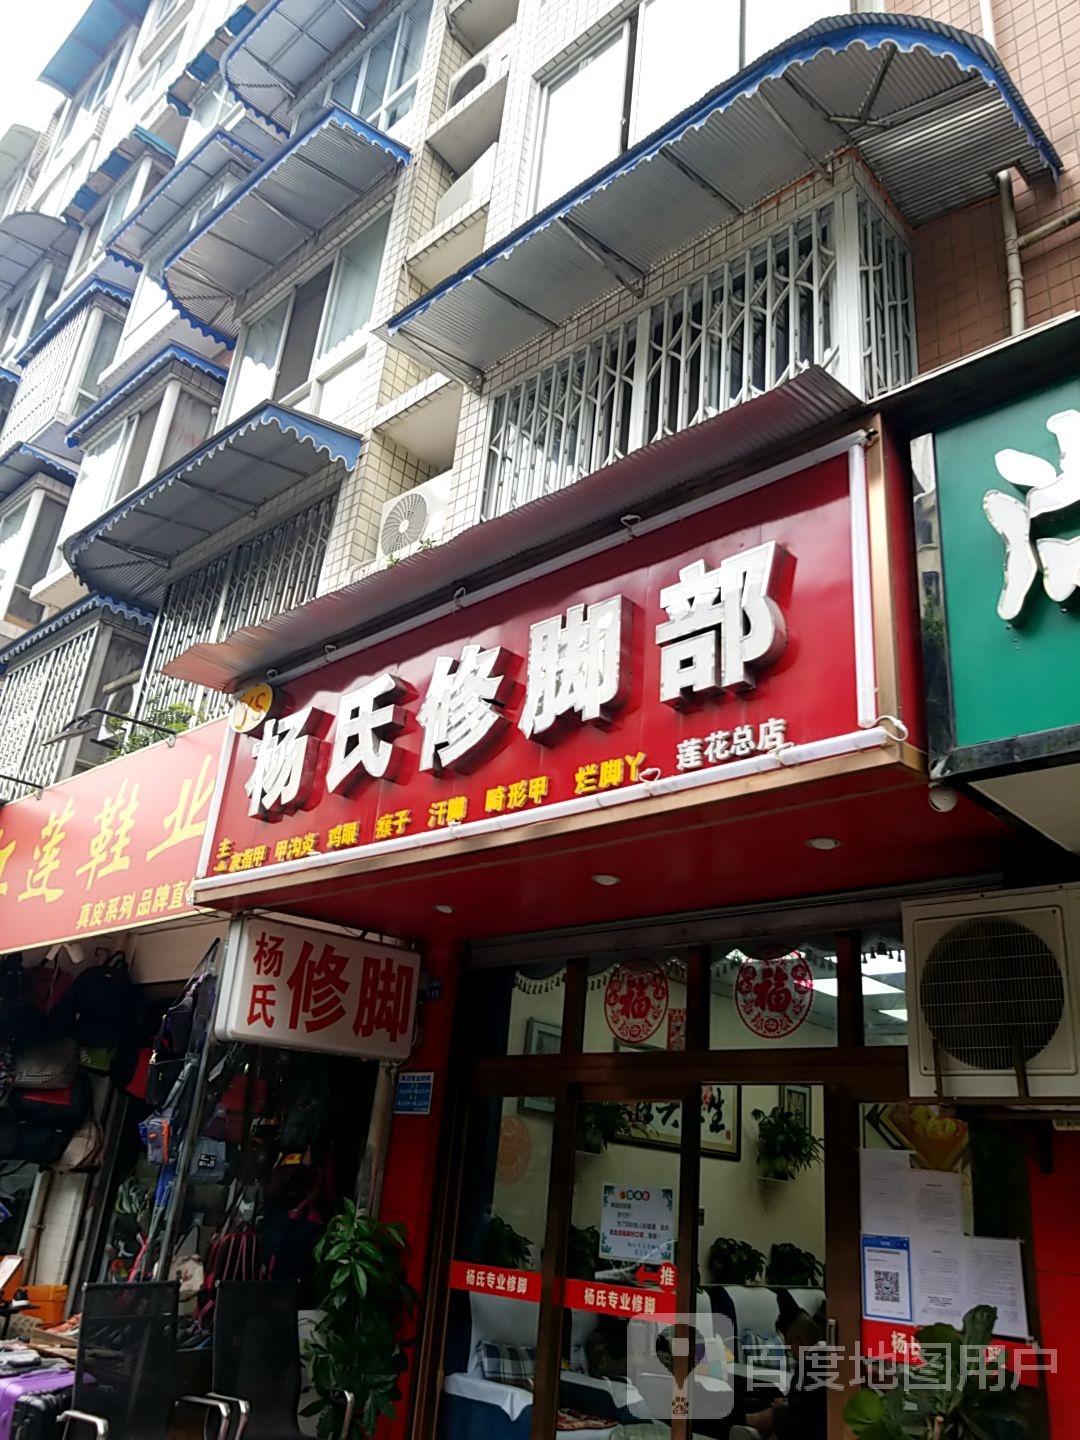 YS
杨氏修脚部
莲花总店
主 灰指甲 甲沟炎 鸡眼 瘊子 汗脚 畸形甲 烂脚丫
莲鞋业
真皮系列 品牌直
杨氏
修脚
福
福
杨氏专业修脚
杨氏专业修脚
推
杨氏
百度地图用户